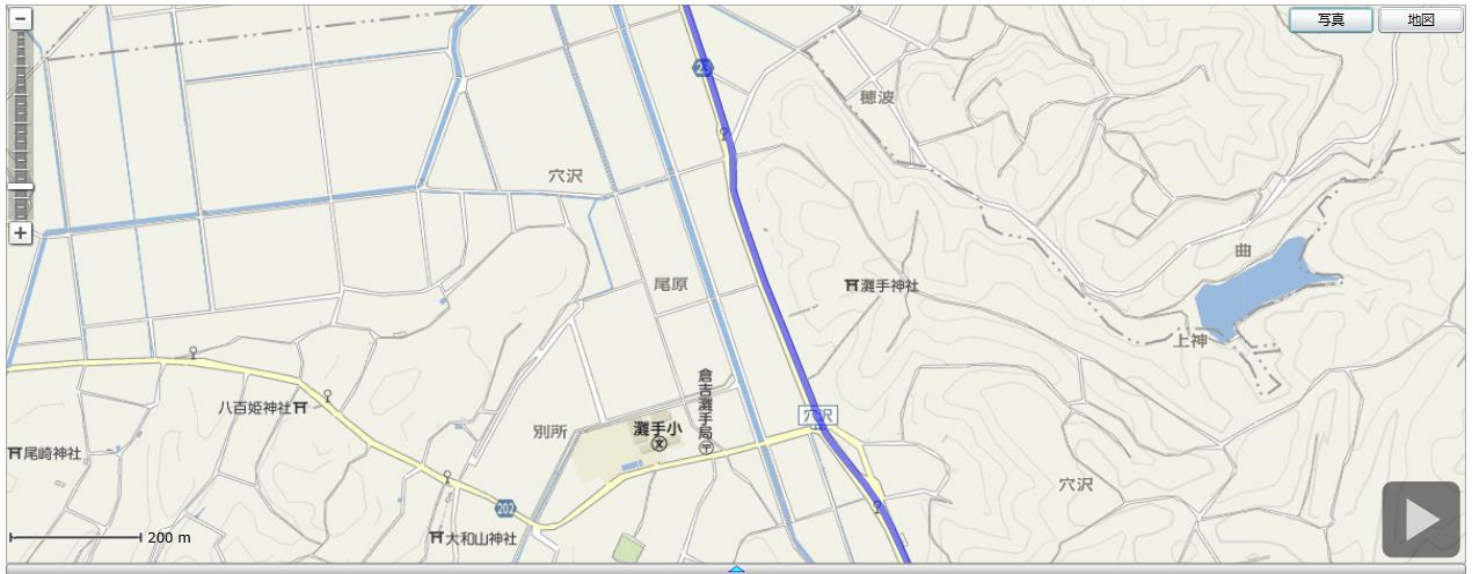 写真
地図
23
穂波
穴沢
曲
尾原
灘手神社
上神
倉吉灘手局
八百姫神社
穴沢
別所
灘手小
文
尾崎神社
穴沢
202
大和山神社
200 m